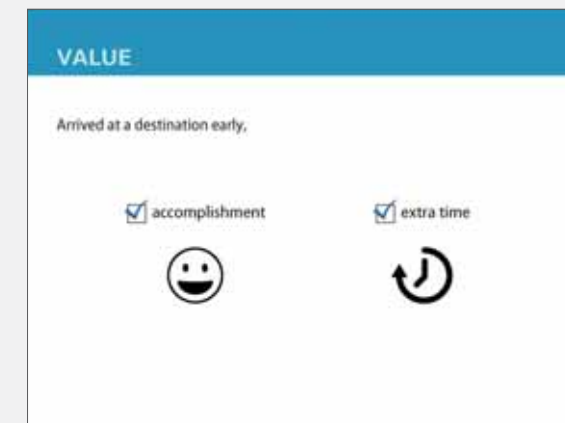 VALUE
Arrived at a destination early,
accomplishment
extra time